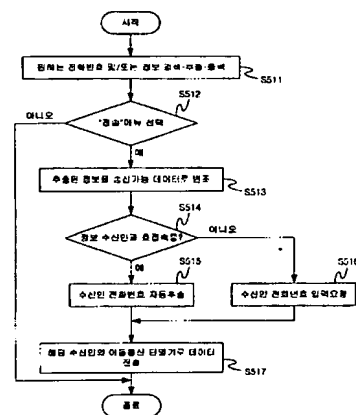 시작
원하는 전화번호 및/또는 정보 검색·추출·출력
S511
S512
"전송"메뉴 선택
아니오
예
추출된 정보를 송신가능 데이터로 변조
S513
S514
정보 수신인과 호접속중?
아니오
예
S515
S516
수신인 전화번호 자동추출
수신인 전화번호 입력요청
해당 수신인의 이동통신 단말기로 데이터
전송
S517
종료